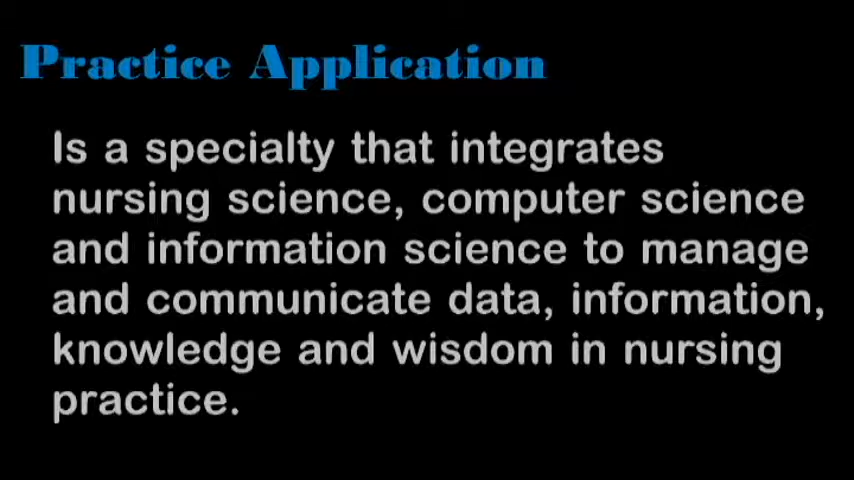 Practice Application
Is a specialty that integrates
nursing science, computer science
and information science to manage
and communicate data, information,
knowledge and wisdom in nursing
practice.